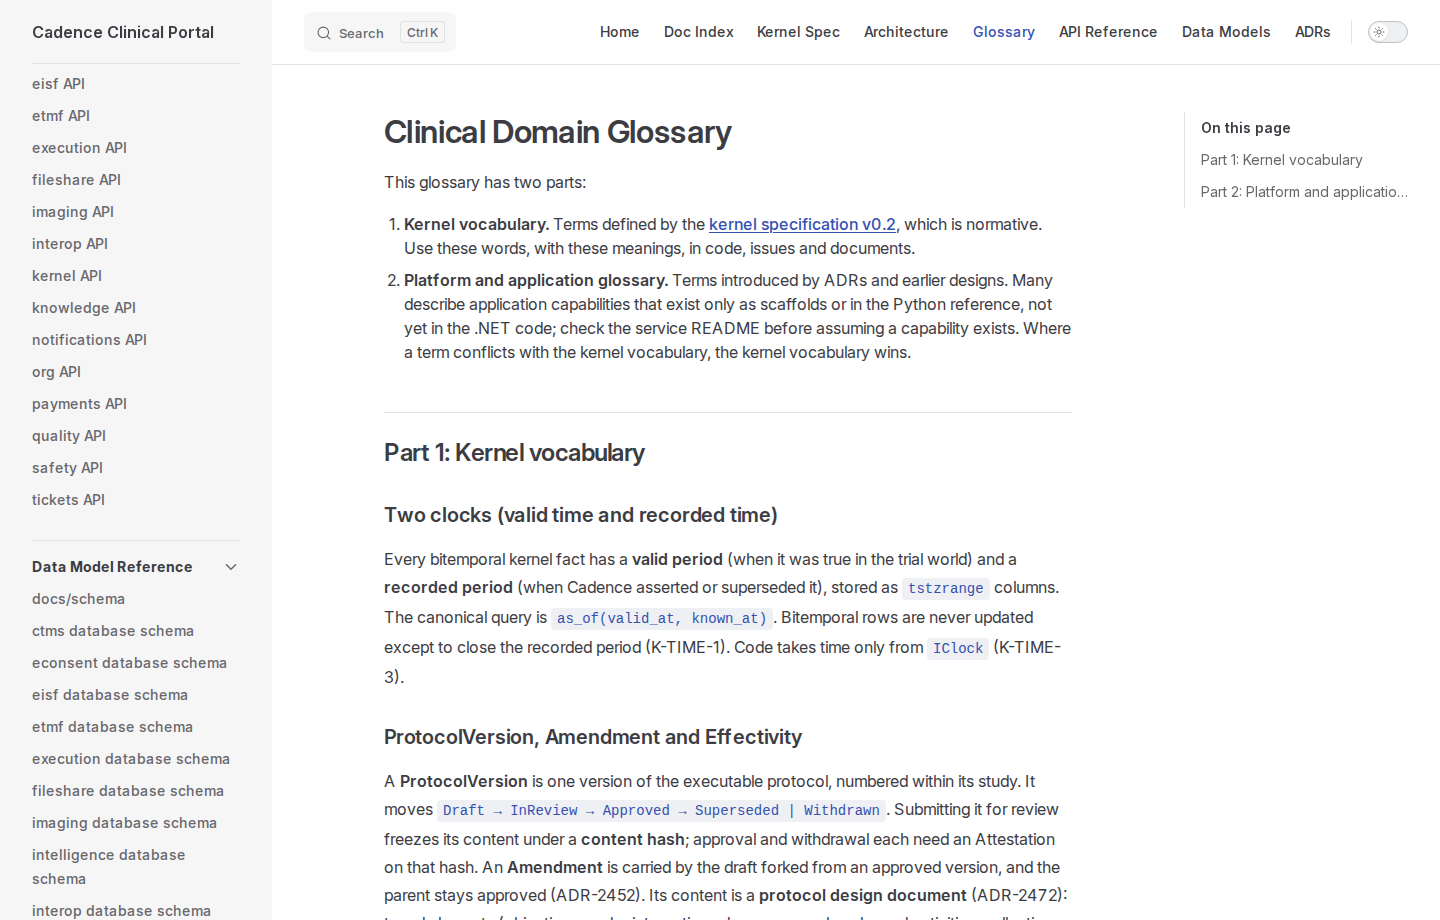 Cadence Clinical Portal
Search Ctrl K
Home Doc Index Kernel Spec Architecture Glossary API Reference Data Models ADRs
eisf API
etmf API
execution API
fileshare API
imaging API
interop API
kernel API
knowledge API
notifications API
org API
payments API
quality API
safety API
tickets API
Data Model Reference
docs/schema
ctms database schema
econsent database schema
eisf database schema
etmf database schema
execution database schema
fileshare database schema
imaging database schema
intelligence database
schema
interop database schema
Clinical Domain Glossary
This glossary has two parts:
1. Kernel vocabulary. Terms defined by the kernel specification v0.2, which is normative.
Use these words, with these meanings, in code, issues and documents.
2. Platform and application glossary. Terms introduced by ADRs and earlier designs. Many
describe application capabilities that exist only as scaffolds or in the Python reference, not
yet in the .NET code; check the service README before assuming a capability exists. Where
a term conflicts with the kernel vocabulary, the kernel vocabulary wins.
Part 1: Kernel vocabulary
Two clocks (valid time and recorded time)
Every bitemporal kernel fact has a valid period (when it was true in the trial world) and a
recorded period (when Cadence asserted or superseded it), stored as tstzrange columns.
The canonical query is as_of(valid_at, known_at). Bitemporal rows are never updated
except to close the recorded period (K-TIME-1). Code takes time only from IClock (K-TIME-
3).
ProtocolVersion, Amendment and Effectivity
A ProtocolVersion is one version of the executable protocol, numbered within its study. It
moves Draft → InReview → Approved → Superseded | Withdrawn. Submitting it for review
freezes its content under a content hash; approval and withdrawal each need an Attestation
on that hash. An Amendment is carried by the draft forked from an approved version, and the
parent stays approved (ADR-2452). Its content is a protocol design document (ADR-2472):
On this page
Part 1: Kernel vocabulary
Part 2: Platform and applicatio…